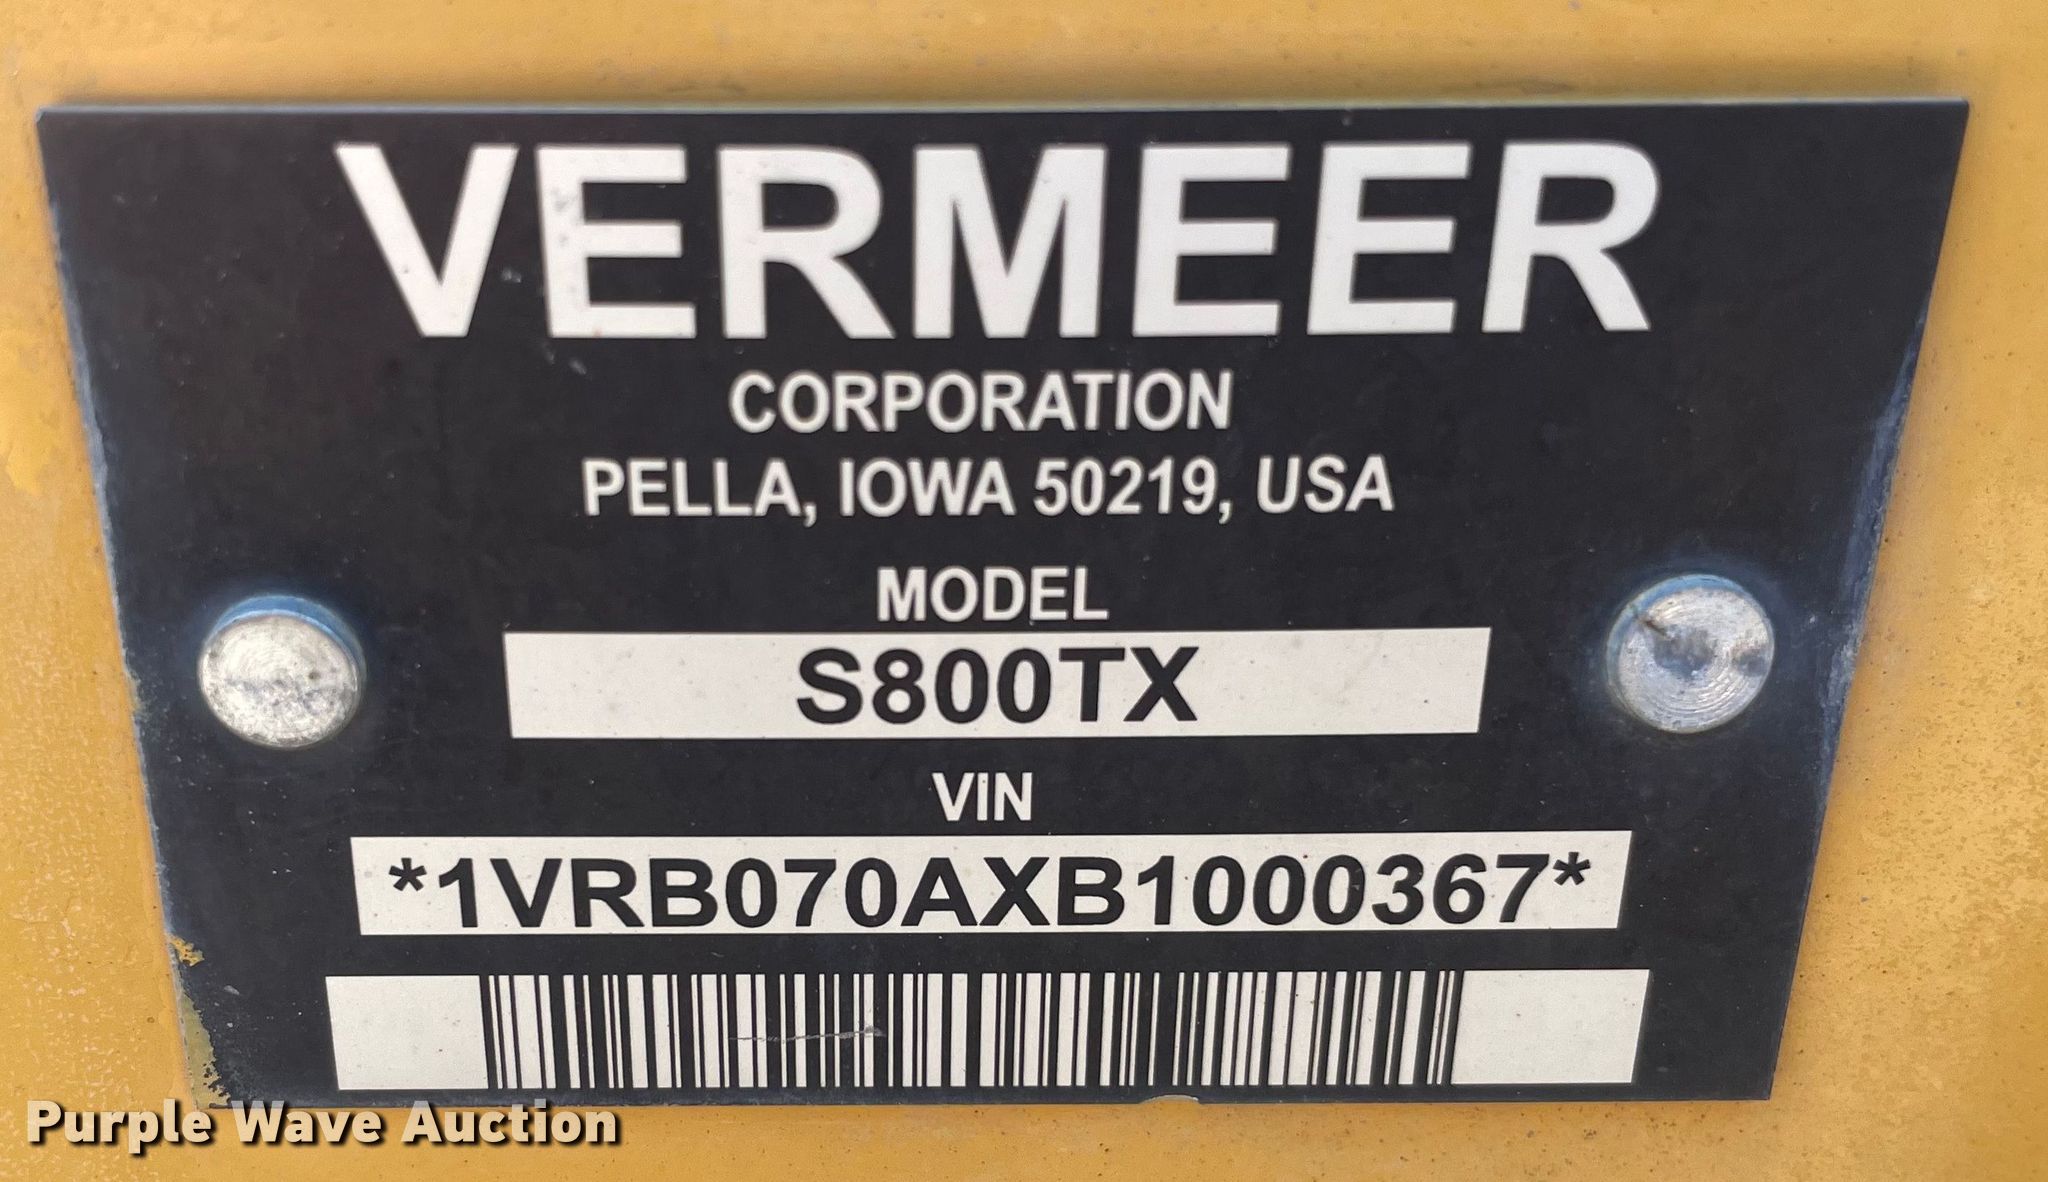 VERMEER
CORPORATION
PELLA, IOWA 50219, USA
MODEL
S800TX
VIN
*1VRB070AXB1000367*
Purple Wave Auction